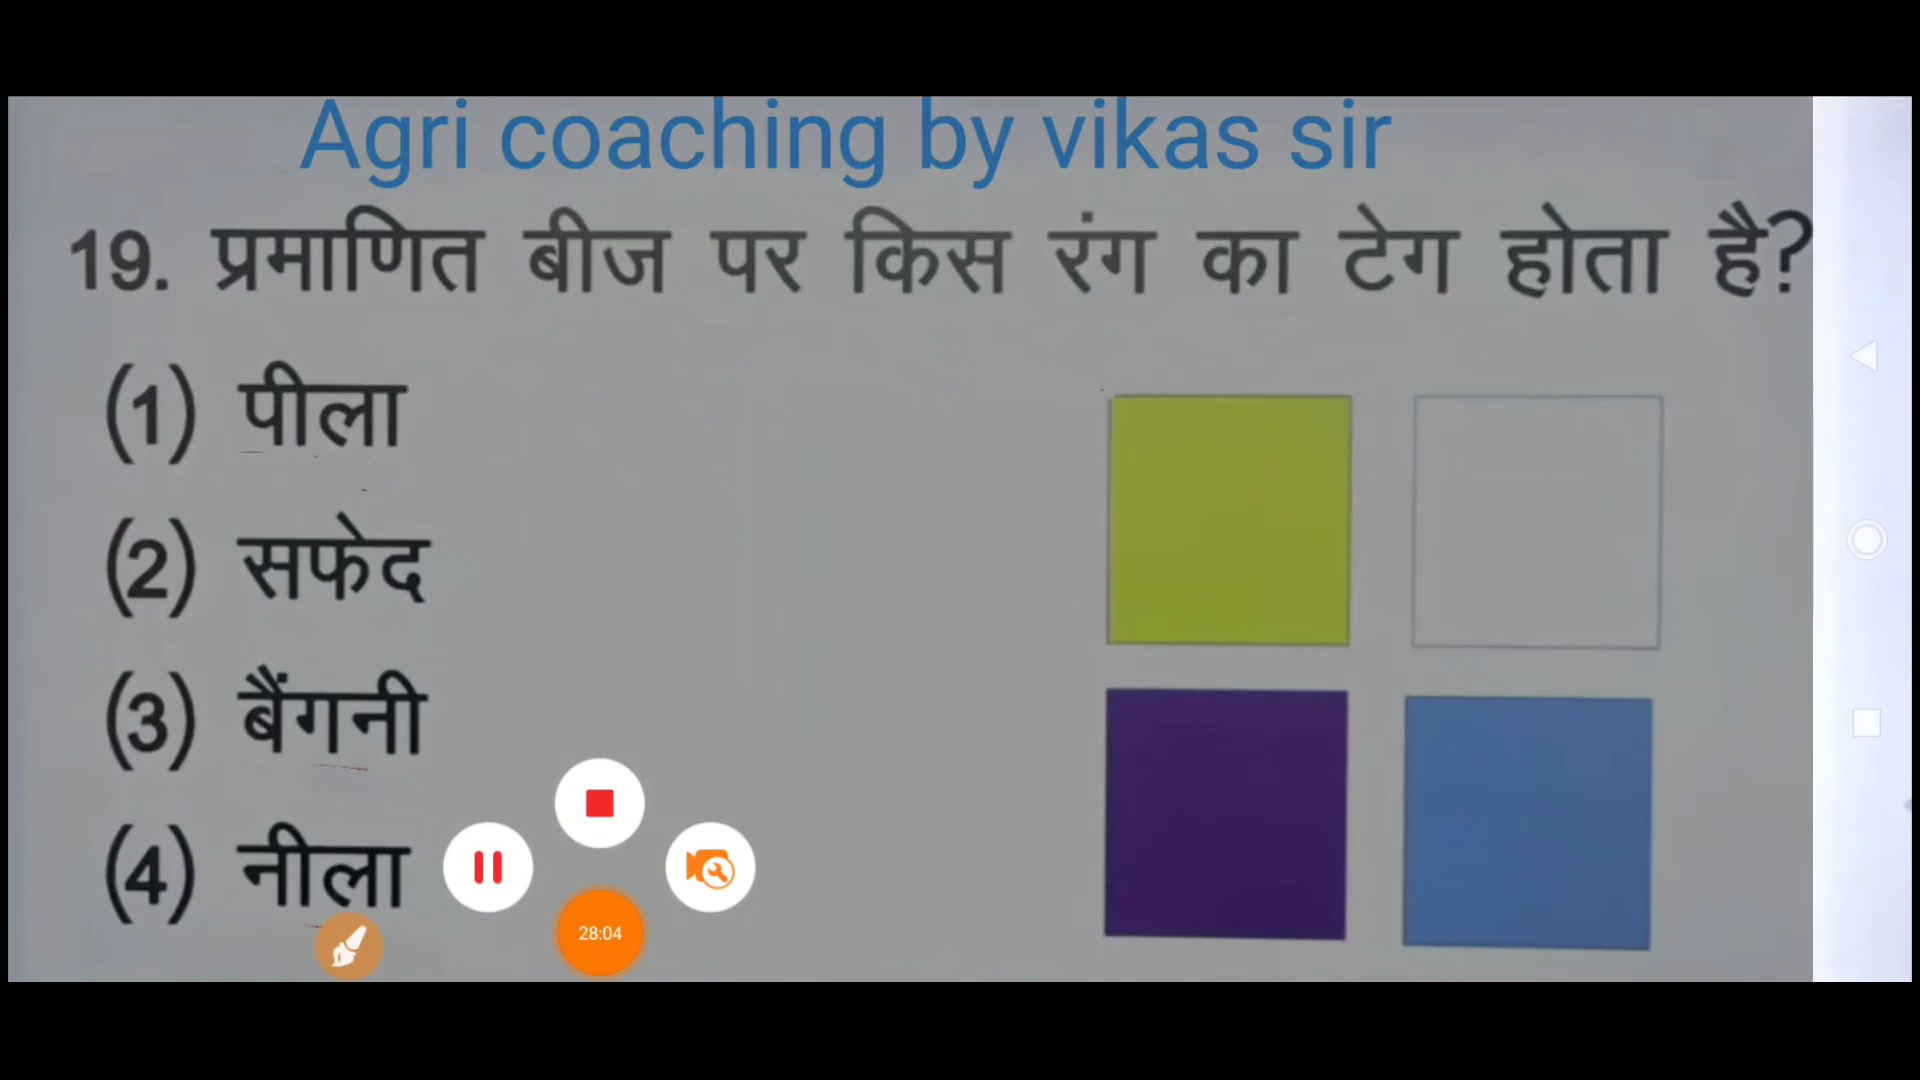 Agri coaching by vikas sir
19. प्रमाणित बीज पर किस रंग का टेग होता है?
(1) पीला
(2) सफेद
(3) बैंगनी
(4) नीला
28:04